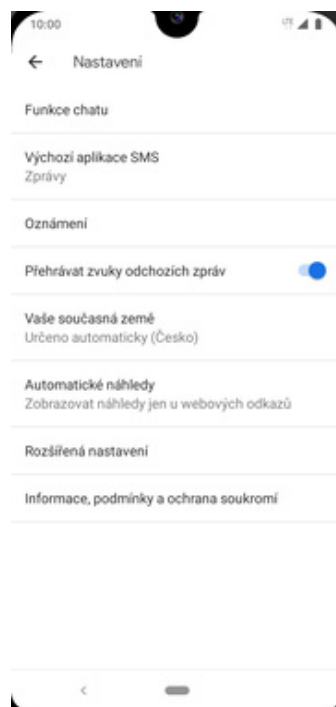 10:00
LTE
Nastavení
Funkce chatu
Výchozí aplikace SMS
Zprávy
Oznámení
Přehrávat zvuky odchozích zpráv
Vaše současná země
Určeno automaticky (Česko)
Automatické náhledy
Zobrazovat náhledy jen u webových odkazů
Rozšířená nastavení
Informace, podmínky a ochrana soukromí